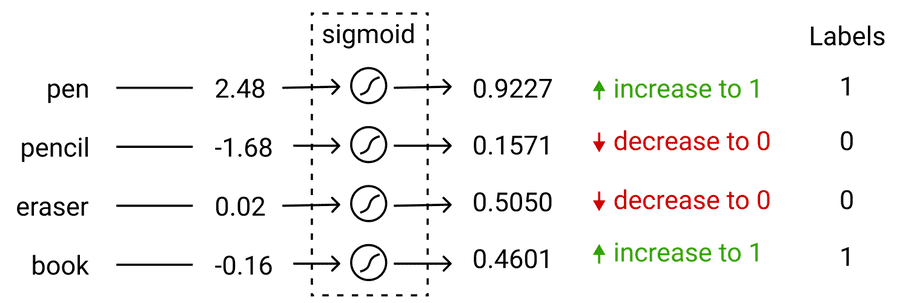 sigmoid
Labels
pen 2.48 0.9227 increase to 1 1
pencil -1.68 0.1571 decrease to 0 0
eraser 0.02 0.5050 decrease to 0 0
book -0.16 0.4601 increase to 1 1